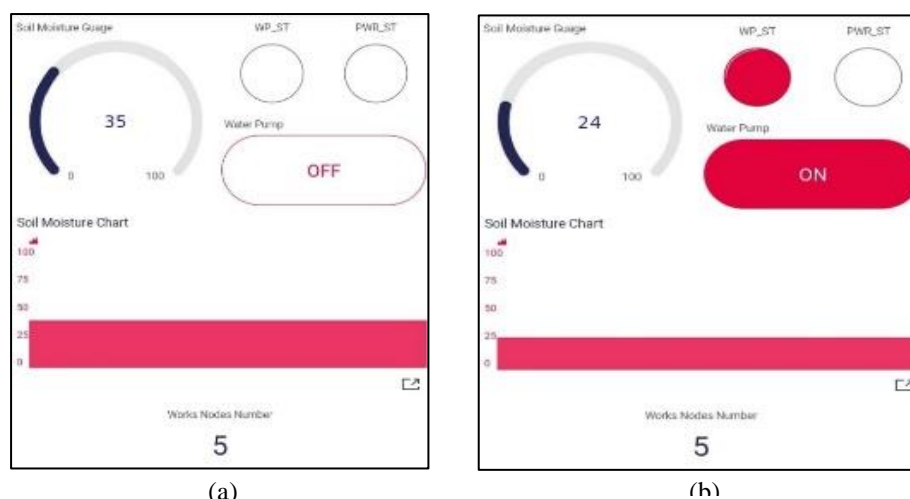 Soil Moisture Guage
WP_ST
PWR_ST
35
0
100
Water Pump
OFF
Soil Moisture Chart
100
75
50
25
0
Works Nodes Number
5
(a)
Soil Moisture Guage
WP_ST
PWR_ST
24
0
100
Water Pump
ON
Soil Moisture Chart
100
75
50
25
0
Works Nodes Number
5
(b)